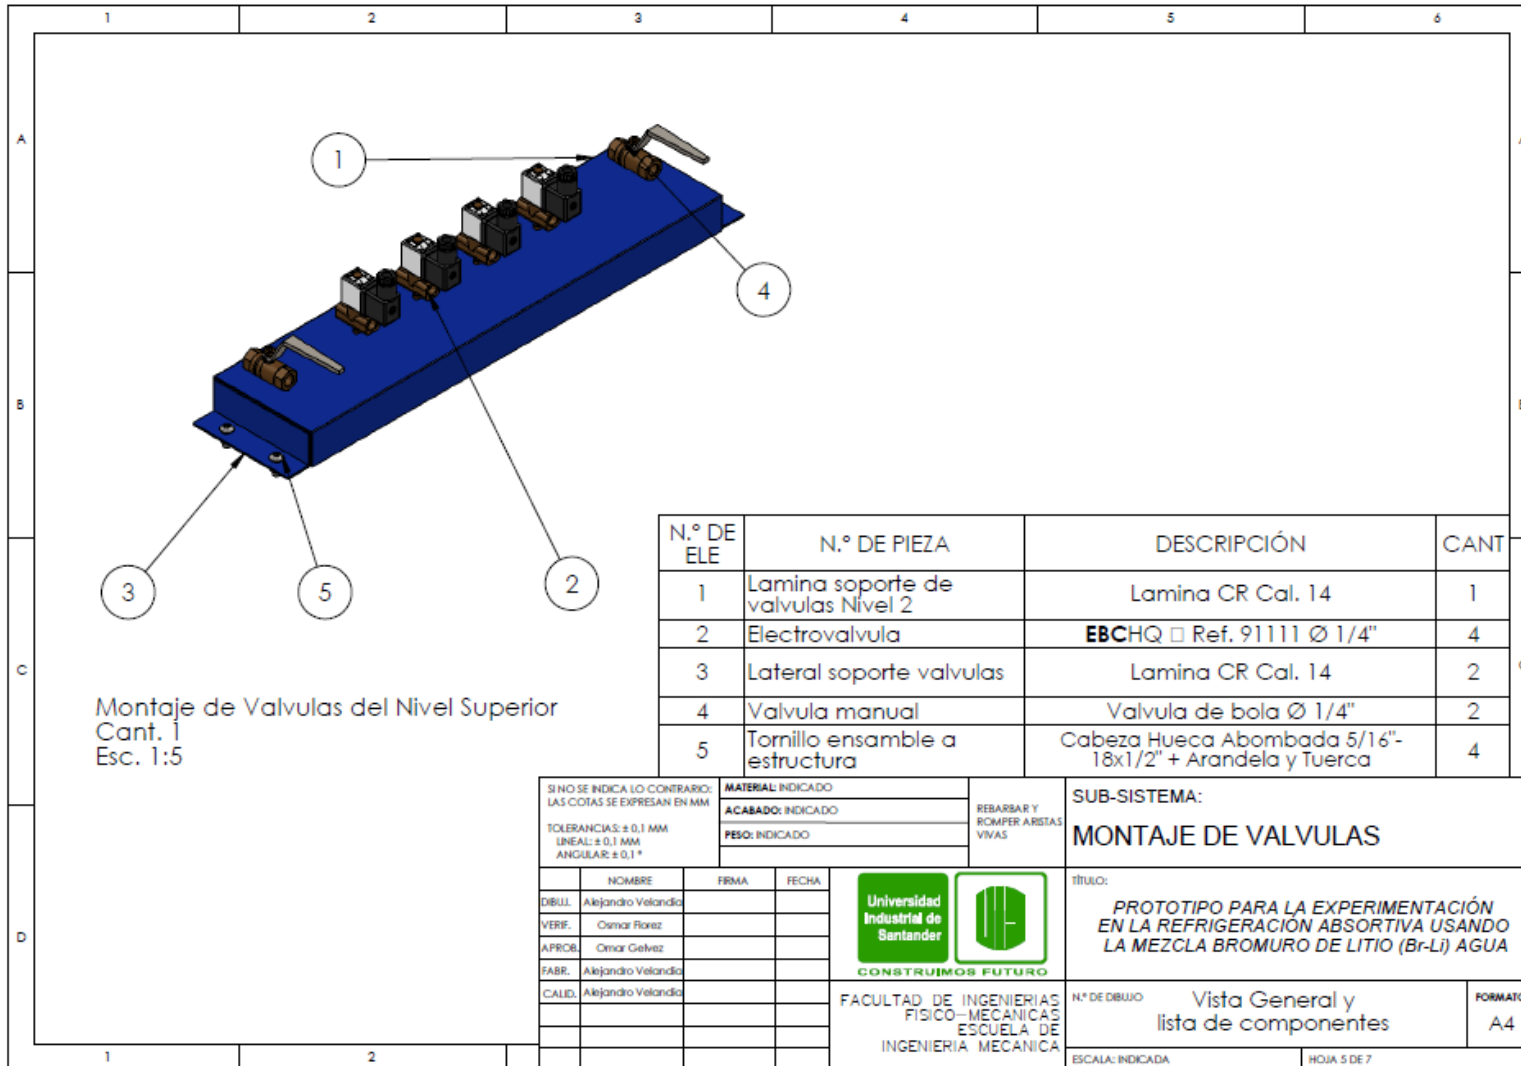 1 2 3 4 5 6
A
B
C
D
1
4
3
5
2
Montaje de Valvulas del Nivel Superior
Cant. 1
Esc. 1:5
N.º DE ELE N.º DE PIEZA DESCRIPCIÓN CANT
1 Lamina soporte de valvulas Nivel 2 Lamina CR Cal. 14 1
2 Electrovalvula EBCHQ □ Ref. 91111 Ø 1/4" 4
3 Lateral soporte valvulas Lamina CR Cal. 14 2
4 Valvula manual Valvula de bola Ø 1/4" 2
5 Tornillo ensamble a estructura Cabeza Hueca Abombada 5/16"-18x1/2" + Arandela y Tuerca 4
SI NO SE INDICA LO CONTRARIO:
LAS COTAS SE EXPRESAN EN MM
TOLERANCIAS: ± 0,1 MM
LINEAL: ± 0,1 MM
ANGULAR: ± 0,1 °
MATERIAL: INDICADO
ACABADO: INDICADO
PESO: INDICADO
REBARBAR Y
ROMPER ARISTAS
VIVAS
SUB-SISTEMA:
MONTAJE DE VALVULAS
NOMBRE FIRMA FECHA
DIBUJ. Alejandro Velandia
VERIF. Osmar Florez
APROB. Omar Gelvez
FABR. Alejandro Velandia
CALID. Alejandro Velandia
Universidad
Industrial de
Santander
CONSTRUIMOS FUTURO
FACULTAD DE INGENIERIAS
FISICO-MECANICAS
ESCUELA DE
INGENIERIA MECANICA
TÍTULO:
PROTOTIPO PARA LA EXPERIMENTACIÓN
EN LA REFRIGERACIÓN ABSORTIVA USANDO
LA MEZCLA BROMURO DE LITIO (Br-Li) AGUA
N.º DE DIBUJO
Vista General y
lista de componentes
FORMATO
A4
ESCALA: INDICADA
HOJA 5 DE 7
1 2